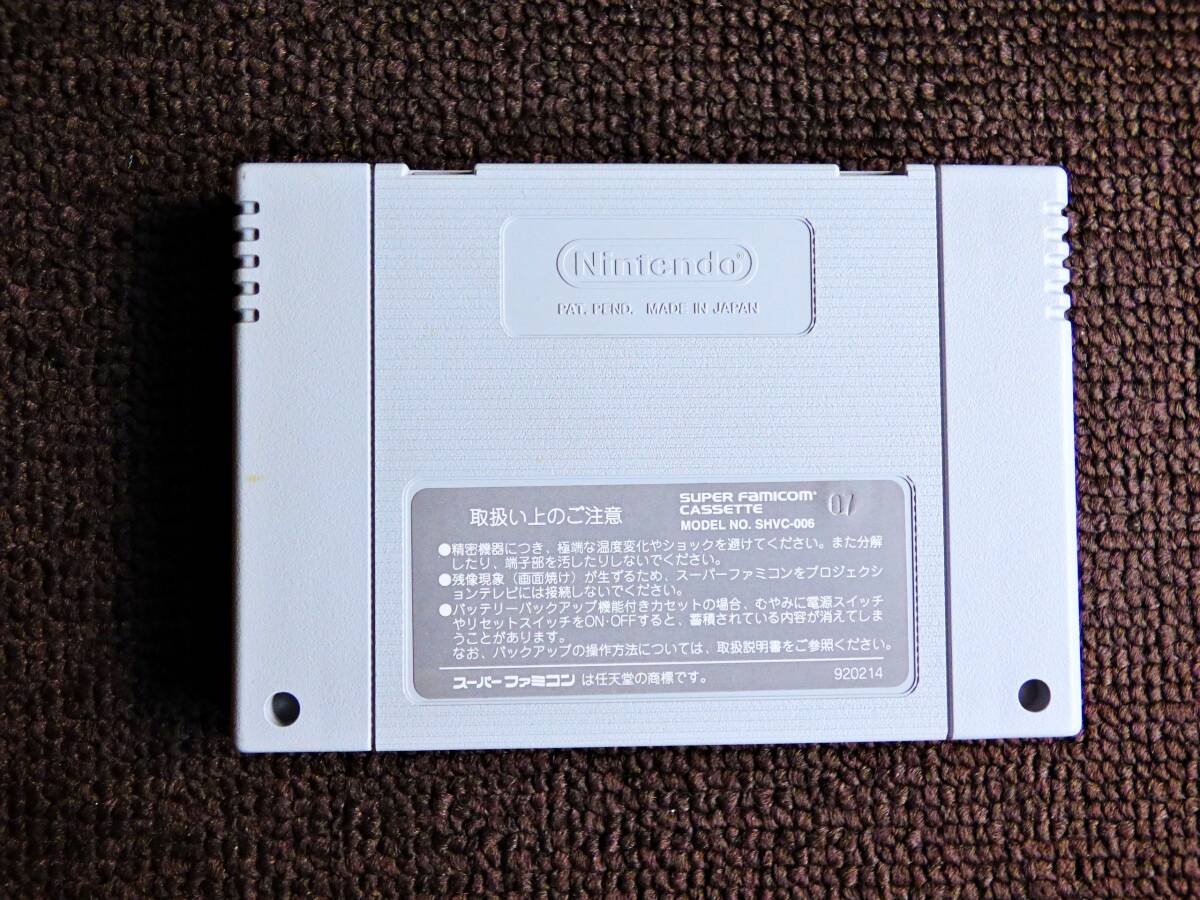 Nintendo®
PAT. PEND. MADE IN JAPAN
取扱い上のご注意
SUPER FAMICOM®
CASSETTE
MODEL NO. SHVC-006
07
●精密機器につき、極端な温度変化やショックを避けてください。また分解
したり、端子部を汚したりしないでください。
●残像現象（画面焼け）が生ずるため、スーパーファミコンをプロジェクシ
ョンテレビには接続しないでください。
●バッテリーバックアップ機能付きカセットの場合、むやみに電源スイッチ
やリセットスイッチをON･OFFすると、蓄積されている内容が消えてしま
うことがあります。
なお、バックアップの操作方法については、取扱説明書をご参照ください。
スーパーファミコン は任天堂の商標です。
920214